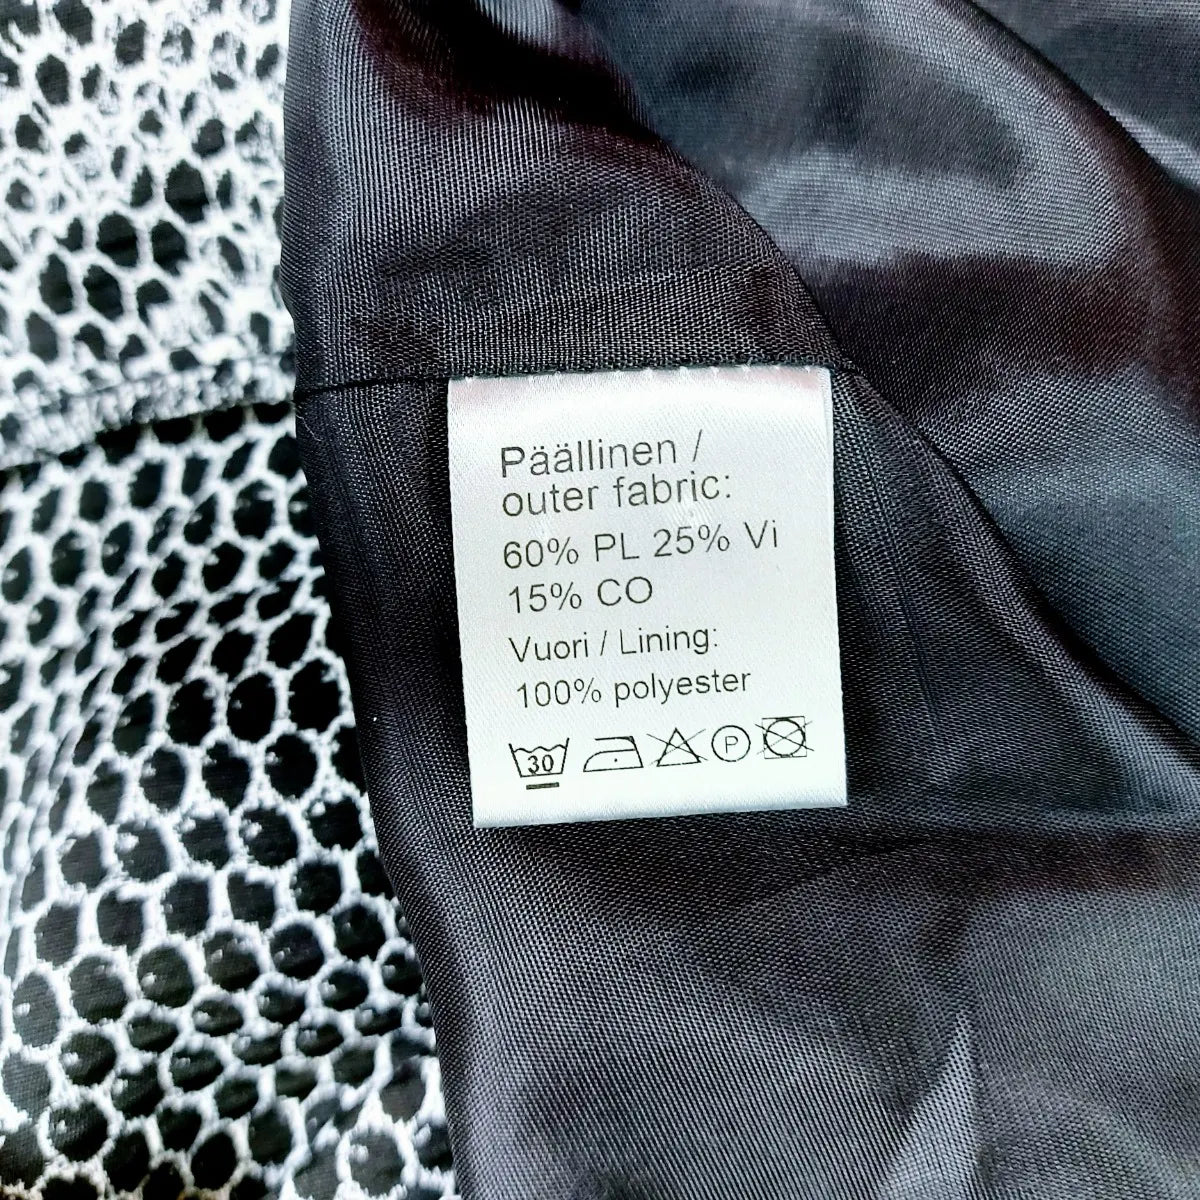 Päällinen /
outer fabric:
60% PL 25% Vi
15% CO
Vuori / Lining:
100% polyester
30 P